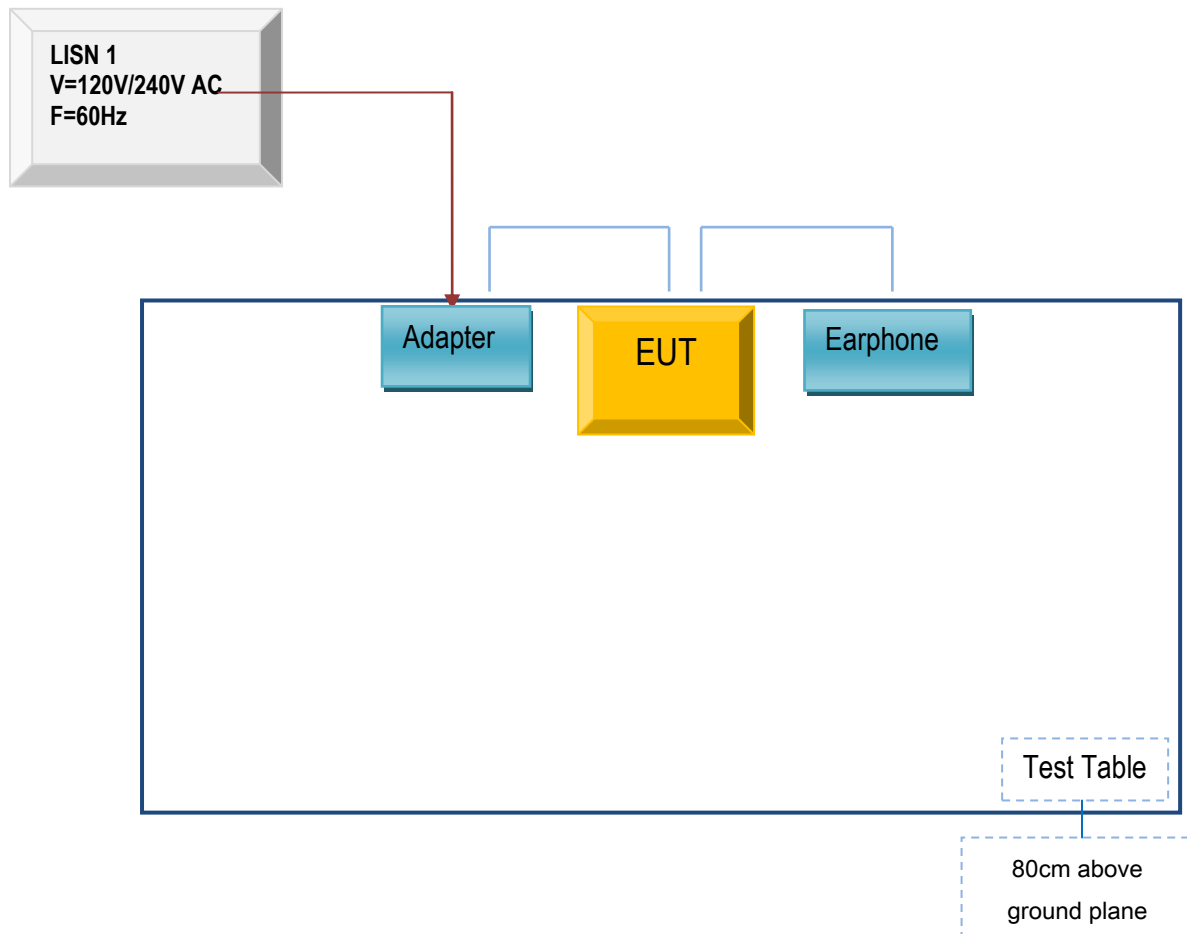 LISN 1
V=120V/240V AC
F=60Hz
Adapter
EUT
Earphone
Test Table
80cm above
ground plane